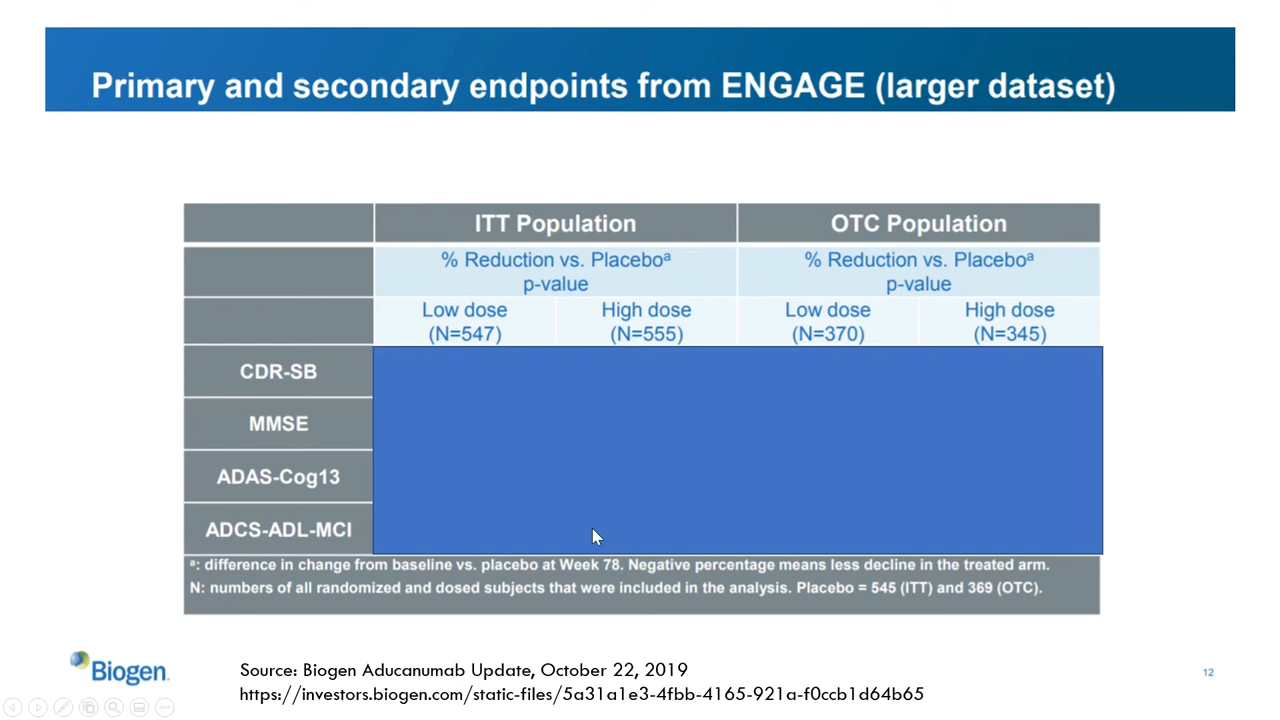 Primary and secondary endpoints from ENGAGE (larger dataset)
ITT Population OTC Population
% Reduction vs. Placeboᵃ % Reduction vs. Placeboᵃ
p-value p-value
Low dose High dose Low dose High dose
(N=547) (N=555) (N=370) (N=345)
CDR-SB
MMSE
ADAS-Cog13
ADCS-ADL-MCI
ᵃ: difference in change from baseline vs. placebo at Week 78. Negative percentage means less decline in the treated arm.
N: numbers of all randomized and dosed subjects that were included in the analysis. Placebo = 545 (ITT) and 369 (OTC).
Biogen.
Source: Biogen Aducanumab Update, October 22, 2019
https://investors.biogen.com/static-files/5a31a1e3-4fbb-4165-921a-f0ccb1d64b65
12